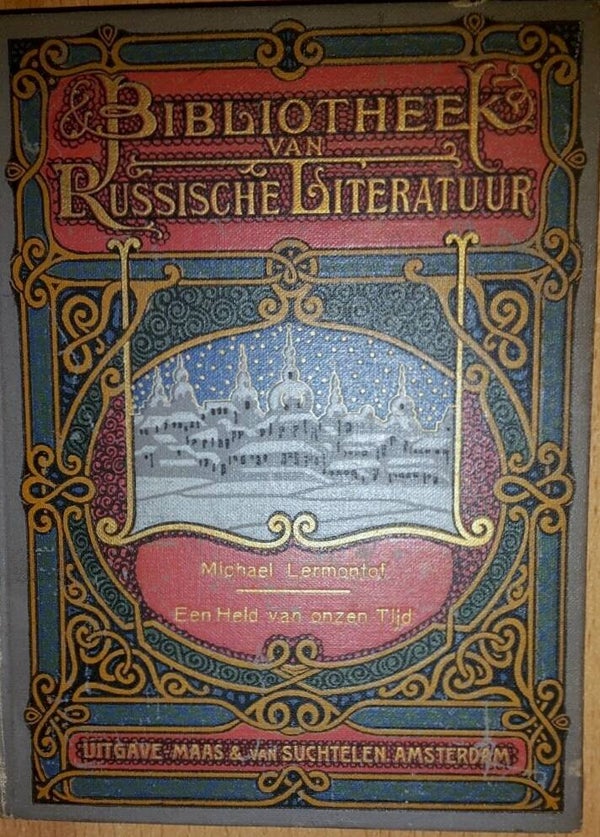 BIBLIOTHEEK
VAN
RUSSISCHE LITERATUUR
Michael Lermontof
Een Held van onzen Tijd
UITGAVE MAAS & VAN SUCHTELEN AMSTERDAM